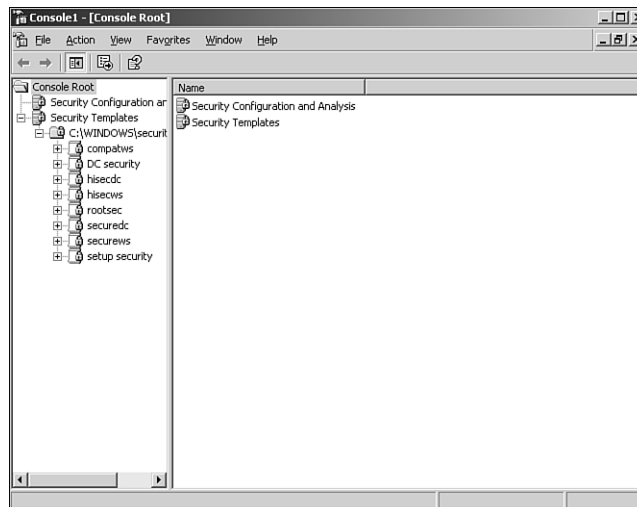 Console1 - [Console Root]
File Action View Favorites Window Help
Console Root
Security Configuration ar
Security Templates
C:\WINDOWS\securit
compatws
DC security
hisecdc
hisecws
rootsec
securedc
securews
setup security
Name
Security Configuration and Analysis
Security Templates